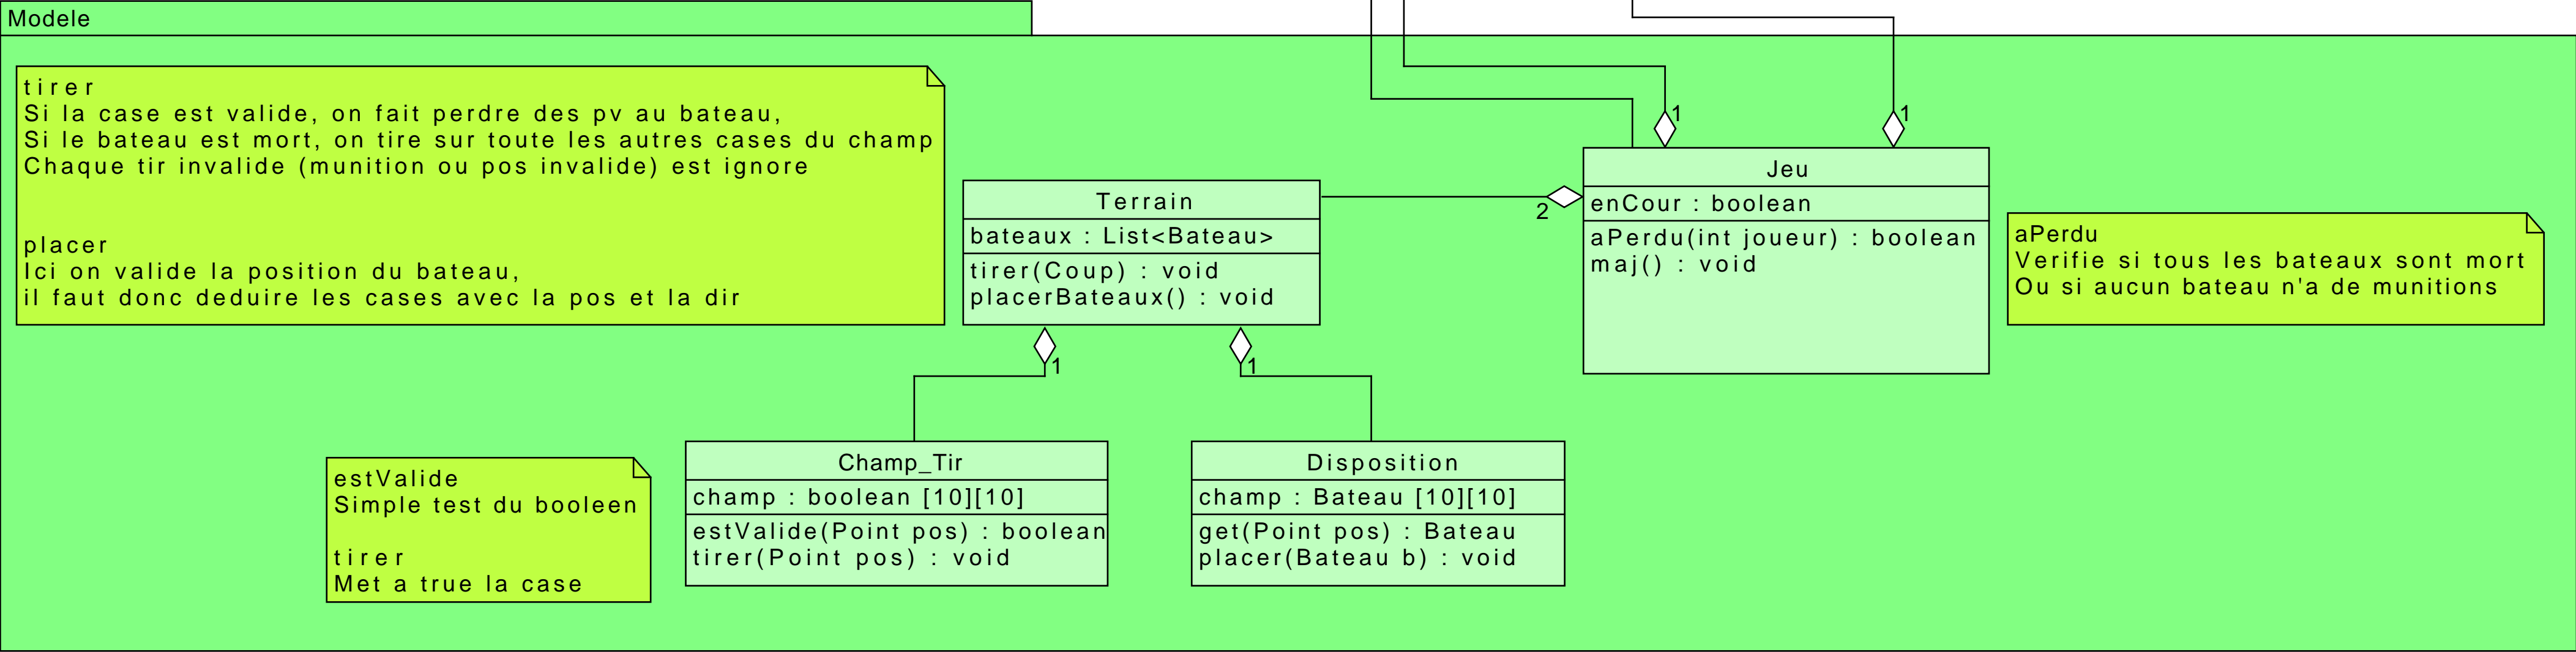 Modele
tirer
Si la case est valide, on fait perdre des pv au bateau,
Si le bateau est mort, on tire sur toute les autres cases du champ
Chaque tir invalide (munition ou pos invalide) est ignore
placer
Ici on valide la position du bateau,
il faut donc deduire les cases avec la pos et la dir
Terrain
bateaux : List<Bateau>
tirer(Coup) : void
placerBateaux() : void
1
1
2
1
1
Jeu
enCour : boolean
aPerdu(int joueur) : boolean
maj() : void
aPerdu
Verifie si tous les bateaux sont mort
Ou si aucun bateau n'a de munitions
estValide
Simple test du booleen
tirer
Met a true la case
Champ_Tir
champ : boolean [10][10]
estValide(Point pos) : boolean
tirer(Point pos) : void
Disposition
champ : Bateau [10][10]
get(Point pos) : Bateau
placer(Bateau b) : void